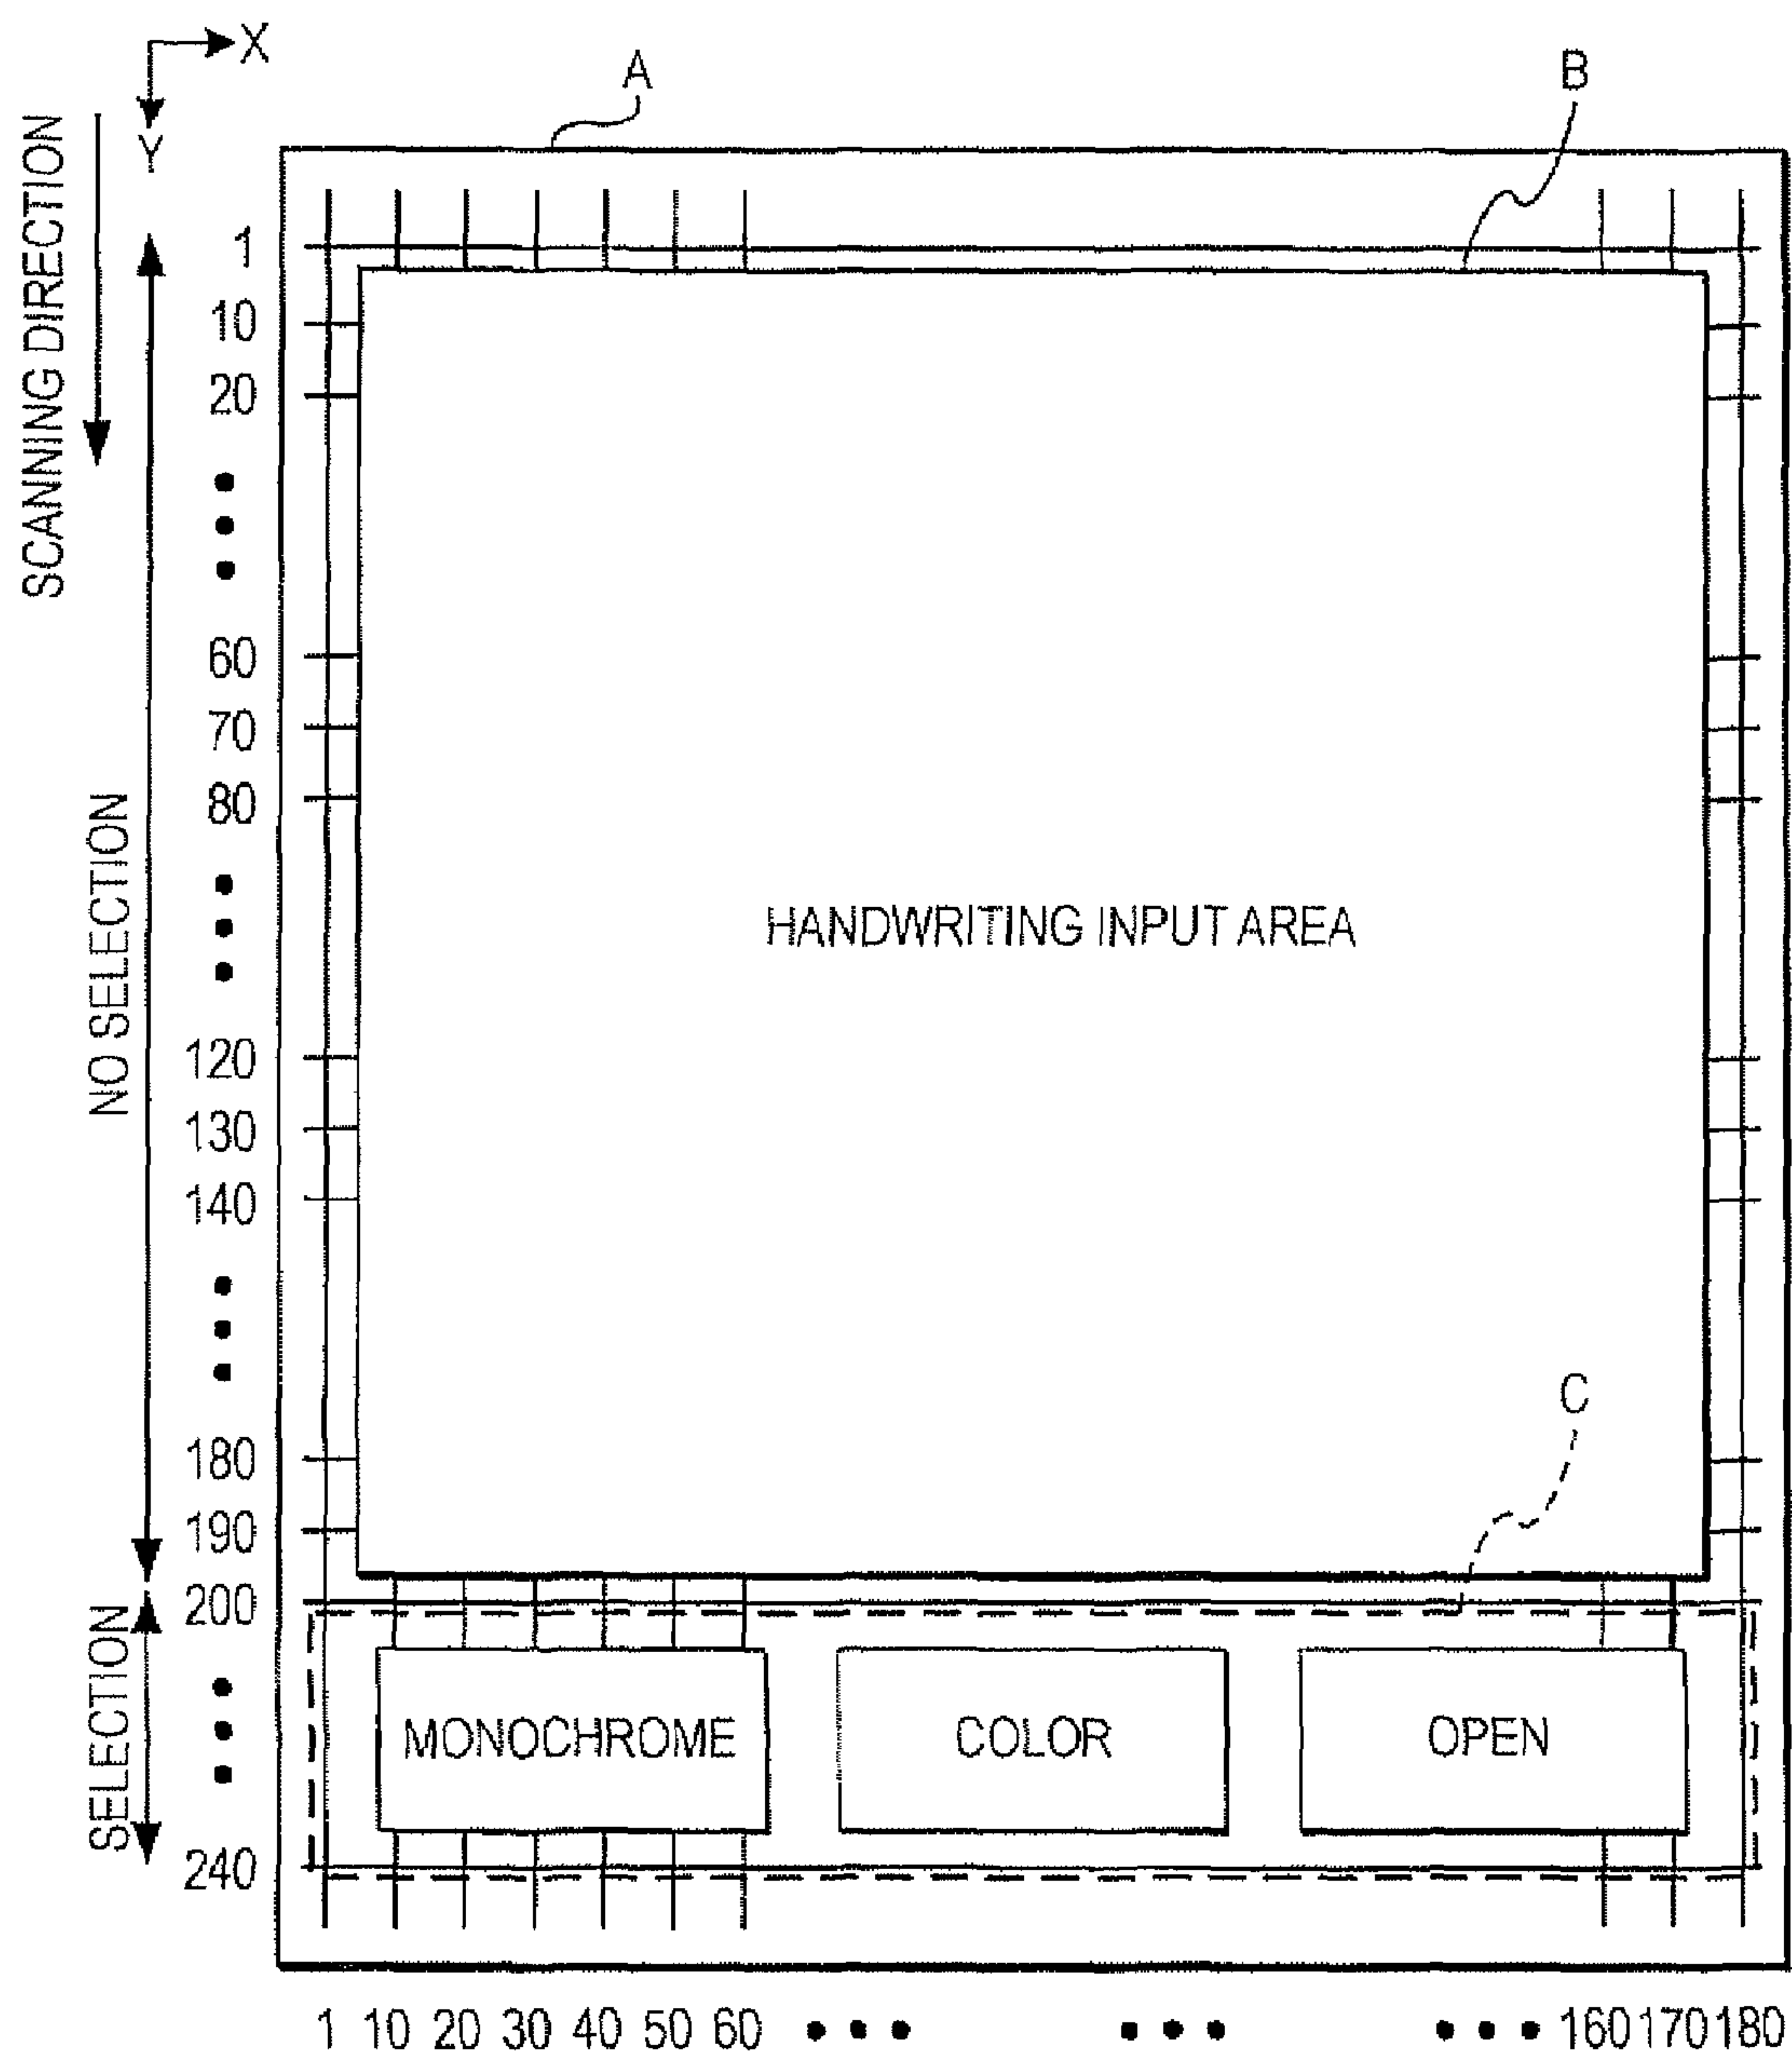 X
Y
A
B
SCANNING DIRECTION
1
10
20
60
70
80
HANDWRITING INPUT AREA
NO SELECTION
120
130
140
C
180
190
200
SELECTION
MONOCHROME COLOR OPEN
240
1 10 20 30 40 50 60 ••• ••• ••• 160 170 180